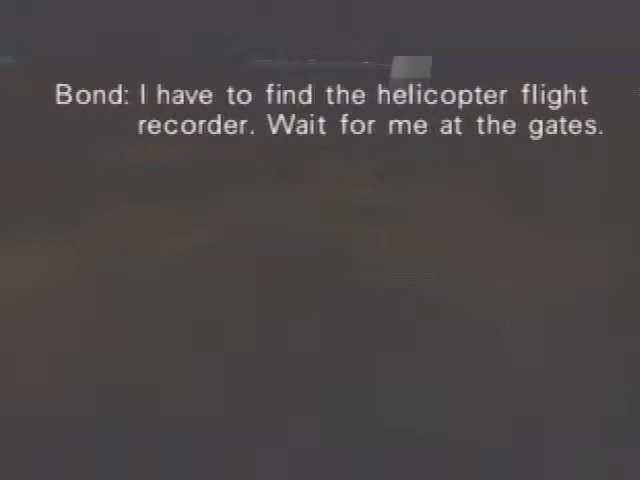 Bond: I have to find the helicopter flight
recorder. Wait for me at the gates.